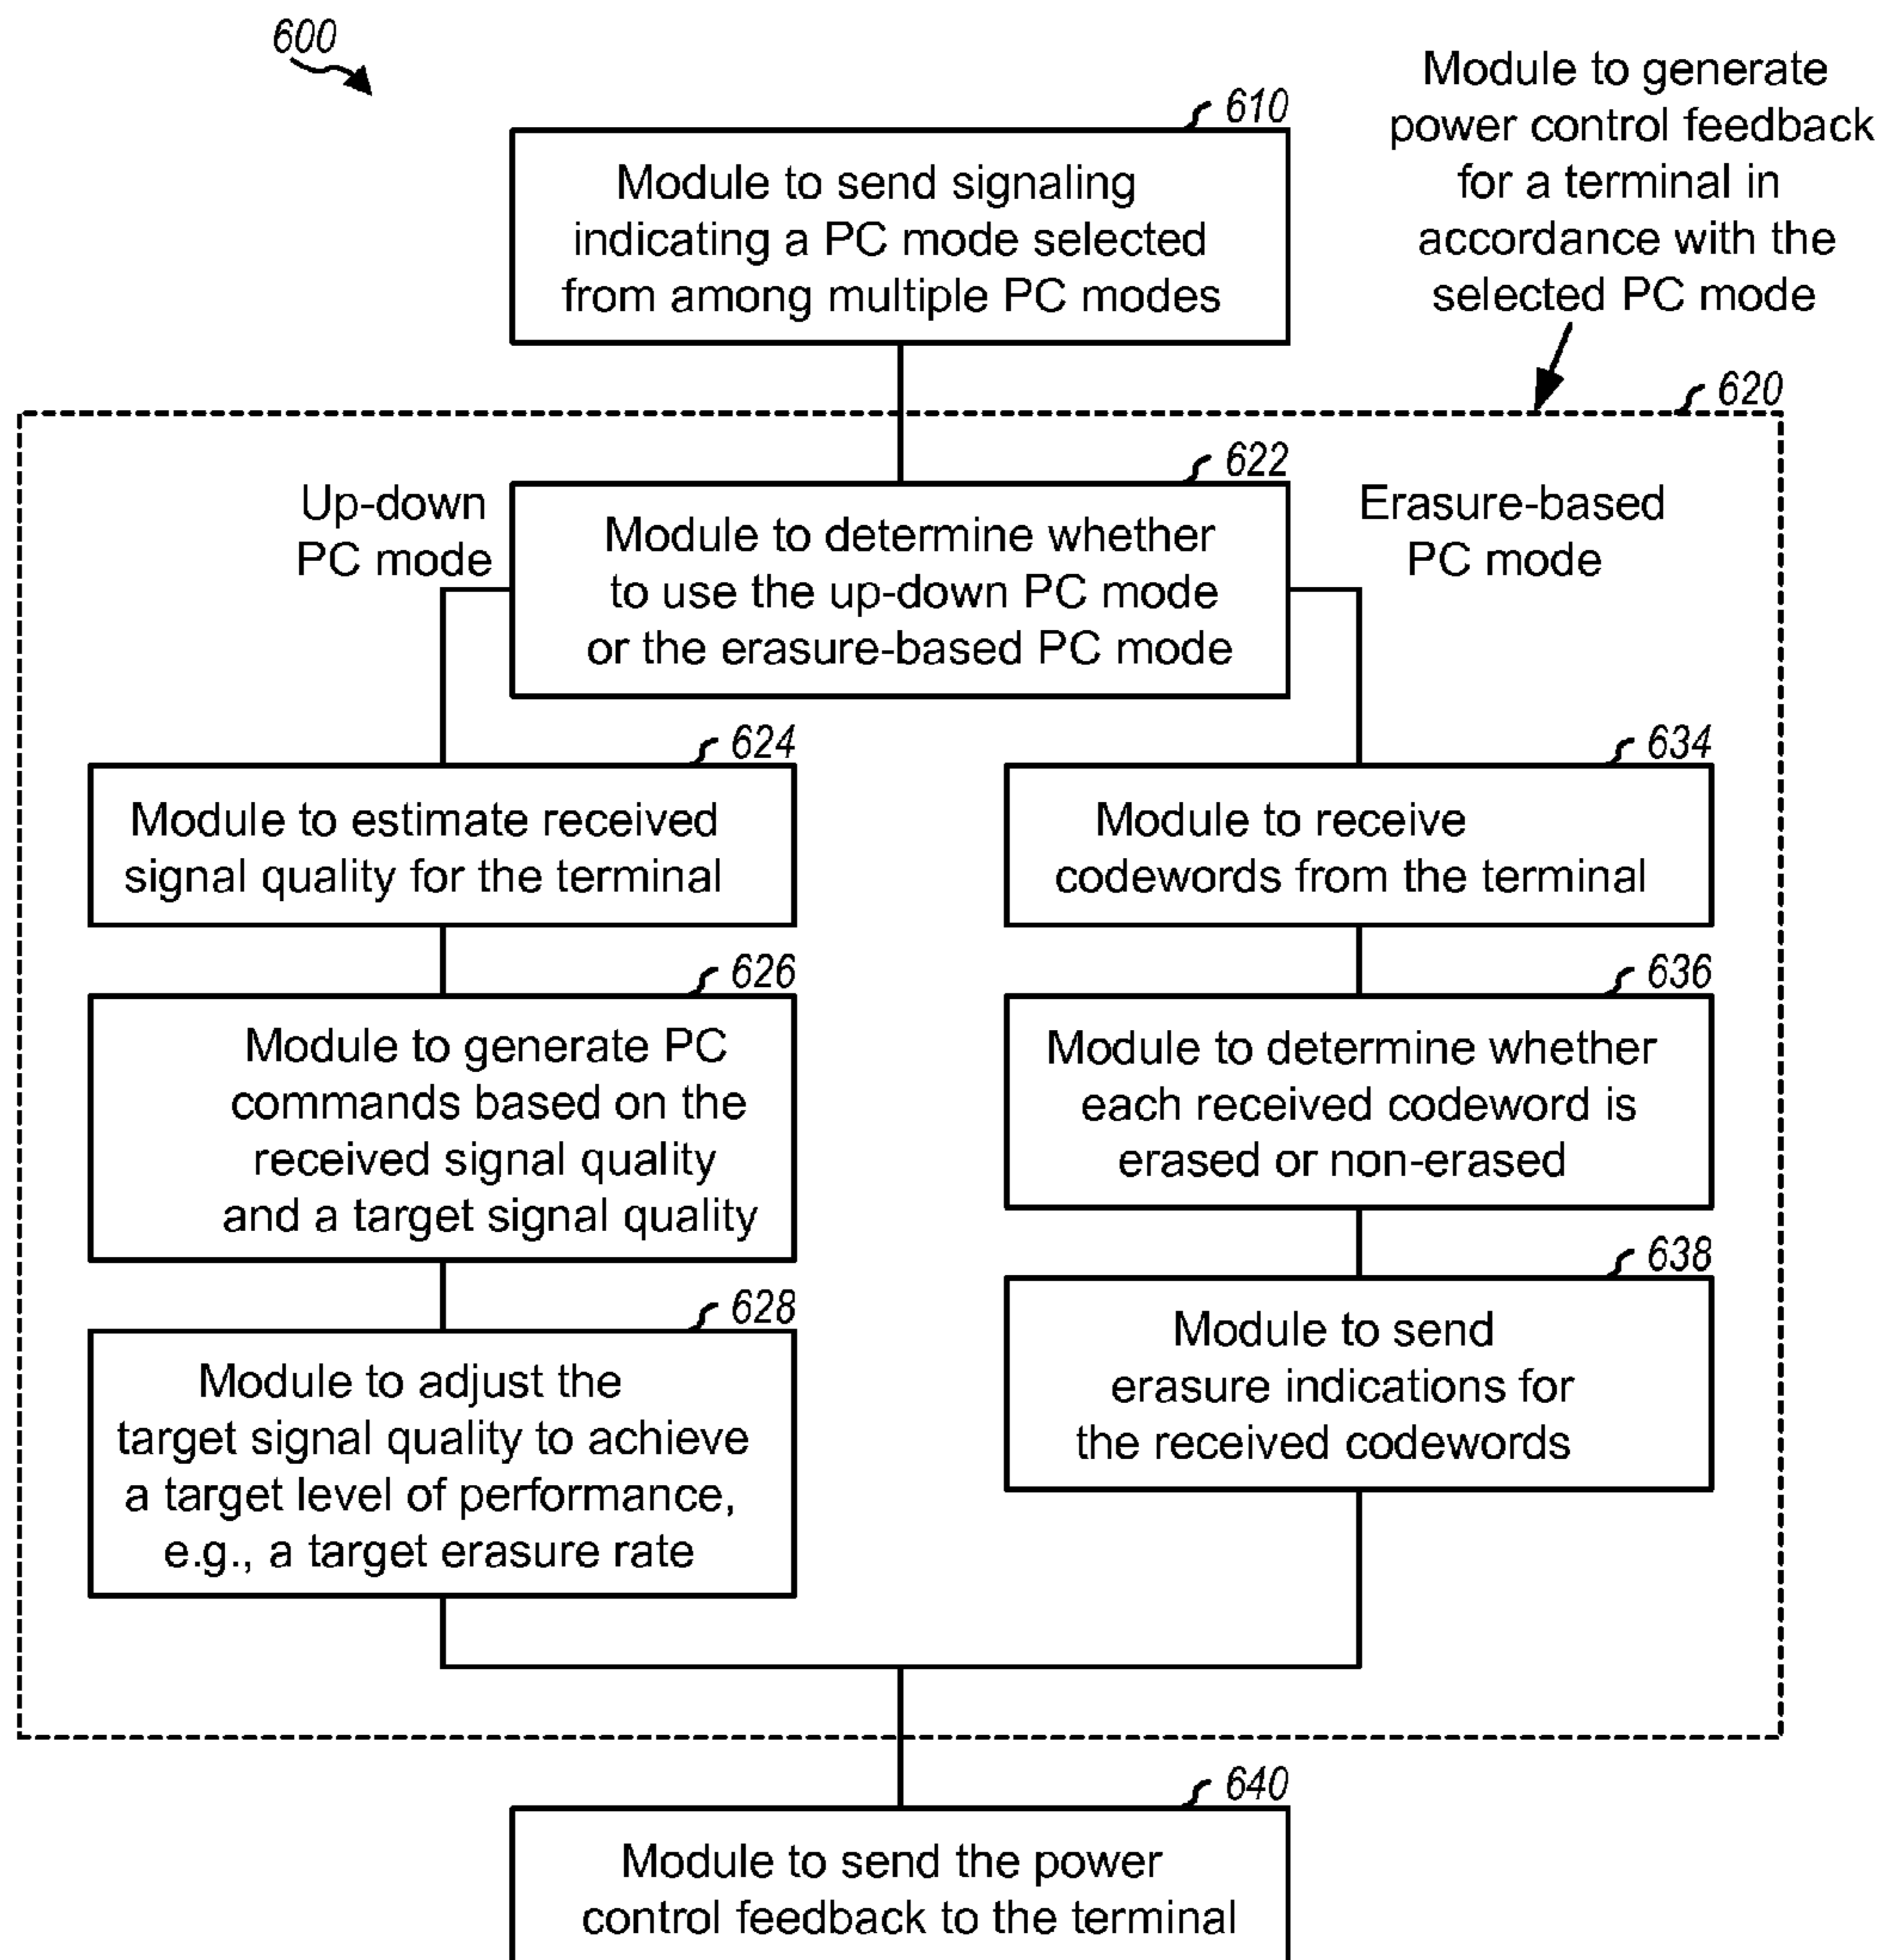 600
610
Module to send signaling
indicating a PC mode selected
from among multiple PC modes
Module to generate
power control feedback
for a terminal in
accordance with the
selected PC mode
620
622
Up-down
PC mode
Module to determine whether
to use the up-down PC mode
or the erasure-based PC mode
Erasure-based
PC mode
624
Module to estimate received
signal quality for the terminal
626
Module to generate PC
commands based on the
received signal quality
and a target signal quality
628
Module to adjust the
target signal quality to achieve
a target level of performance,
e.g., a target erasure rate
634
Module to receive
codewords from the terminal
636
Module to determine whether
each received codeword is
erased or non-erased
638
Module to send
erasure indications for
the received codewords
640
Module to send the power
control feedback to the terminal